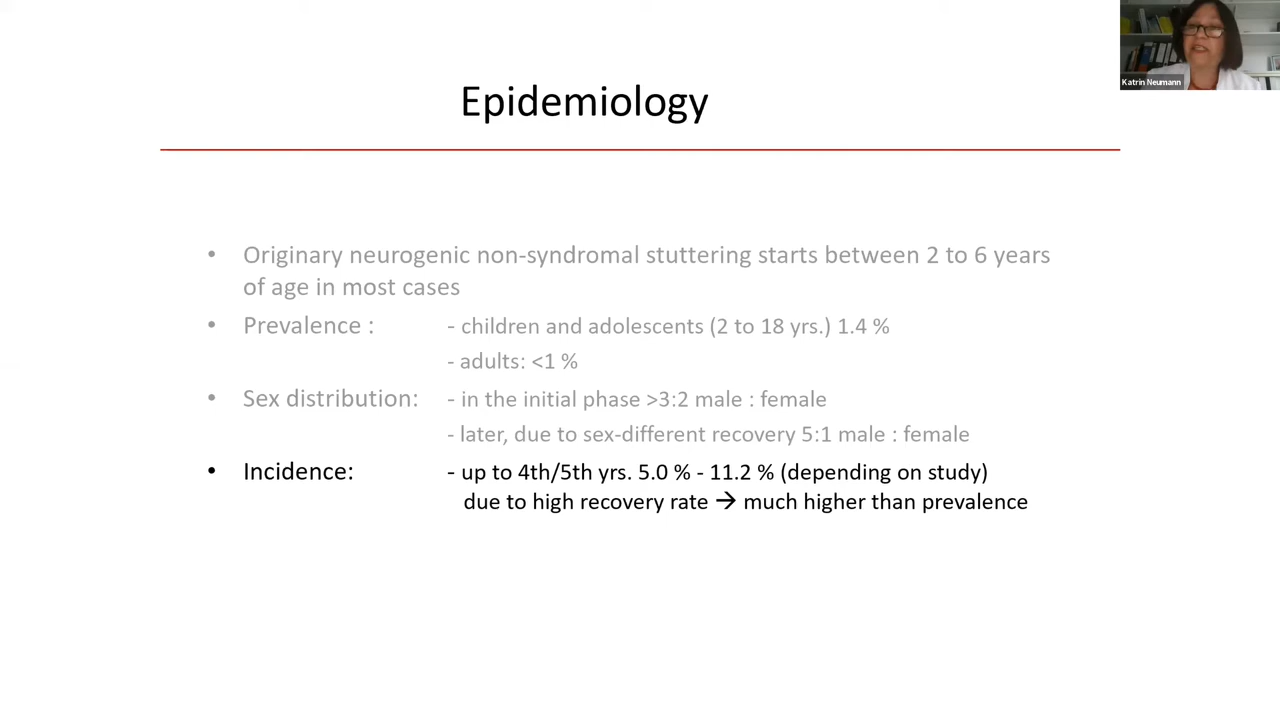 Katrin Neumann
Epidemiology
• Originary neurogenic non-syndromal stuttering starts between 2 to 6 years
of age in most cases
• Prevalence : - children and adolescents (2 to 18 yrs.) 1.4 %
- adults: <1 %
• Sex distribution: - in the initial phase >3:2 male : female
- later, due to sex-different recovery 5:1 male : female
• Incidence: - up to 4th/5th yrs. 5.0 % - 11.2 % (depending on study)
due to high recovery rate → much higher than prevalence